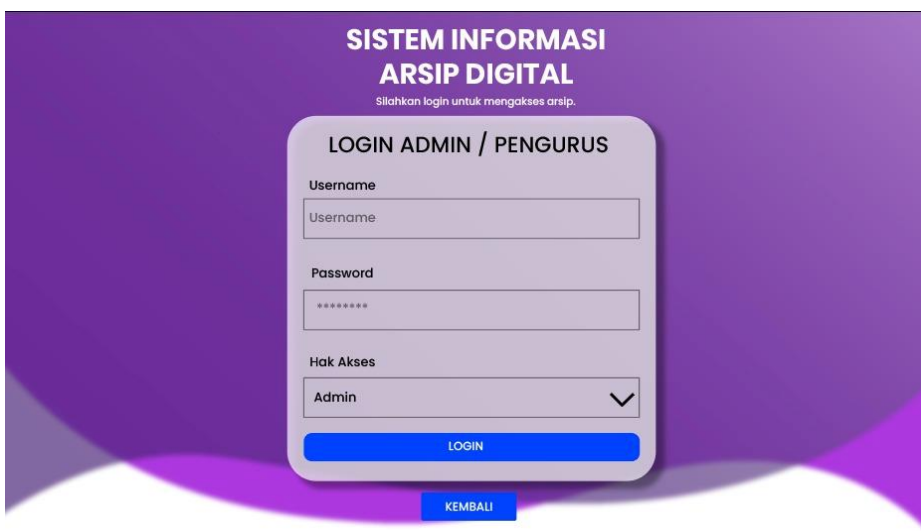 SISTEM INFORMASI
ARSIP DIGITAL
Silahkan login untuk mengakses arsip.
LOGIN ADMIN / PENGURUS
Username
Username
Password
********
Hak Akses
Admin
LOGIN
KEMBALI